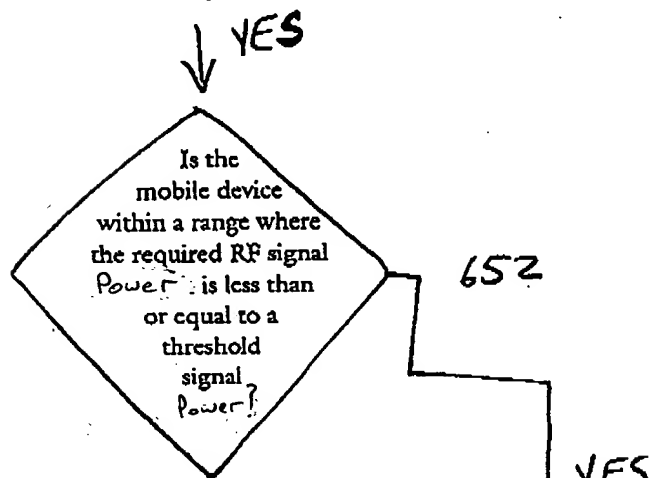 YES
Is the
mobile device
within a range where
the required RF signal
Power is less than
or equal to a
threshold
signal
Power?
652
YES